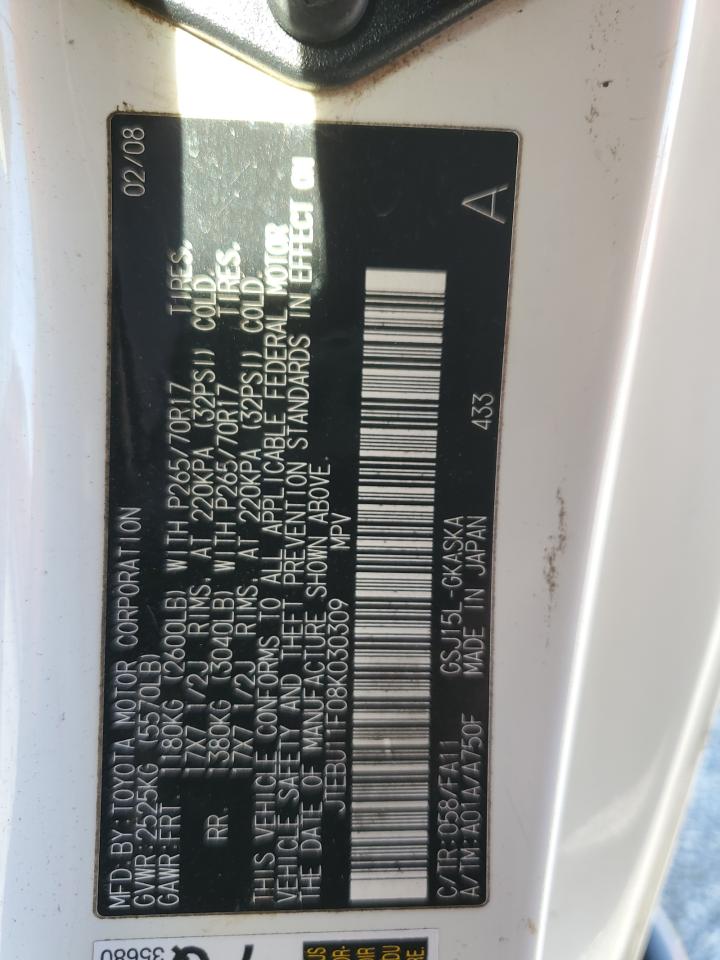 MFD. BY: TOYOTA MOTOR CORPORATION 02/08
GVWR: 2525KG (5570LB)
GAWR: FRT. 1180KG (2600LB) WITH P265/70R17 TIRES,
17X7 1/2J RIMS, AT 220KPA (32PSI) COLD.
RR. 1380KG (3040LB) WITH P265/70R17 TIRES,
17X7 1/2J RIMS, AT 220KPA (32PSI) COLD.
THIS VEHICLE CONFORMS TO ALL APPLICABLE FEDERAL MOTOR
VEHICLE SAFETY AND THEFT PREVENTION STANDARDS IN EFFECT ON
THE DATE OF MANUFACTURE SHOWN ABOVE.
JTEBU11F08K030309 MPV
C/TR: 058/FA11 GSJ15L-GKASKA
A/TM: A01A/A750F MADE IN JAPAN 433 A
35680